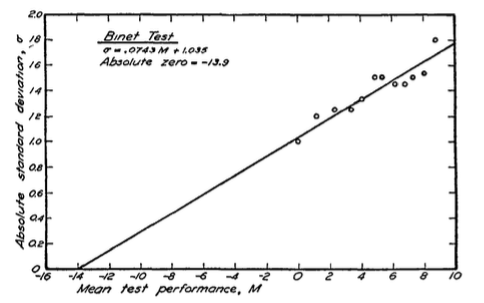 2.0
1.8
1.6
1.4
1.2
1.0
0.8
0.6
0.4
0.2
0
Absolute standard deviation, σ
Binet Test
σ = .0743 M + 1.035
Absolute zero = -13.9
-16 -14 -12 -10 -8 -6 -4 -2 0 2 4 6 8 10
Mean test performance, M